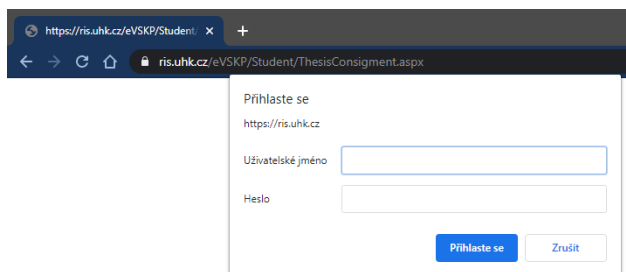 https://ris.uhk.cz/eVSKP/Student/
ris.uhk.cz/eVSKP/Student/ThesisConsigment.aspx
Přihlaste se
https://ris.uhk.cz
Uživatelské jméno
Heslo
Přihlaste se Zrušit